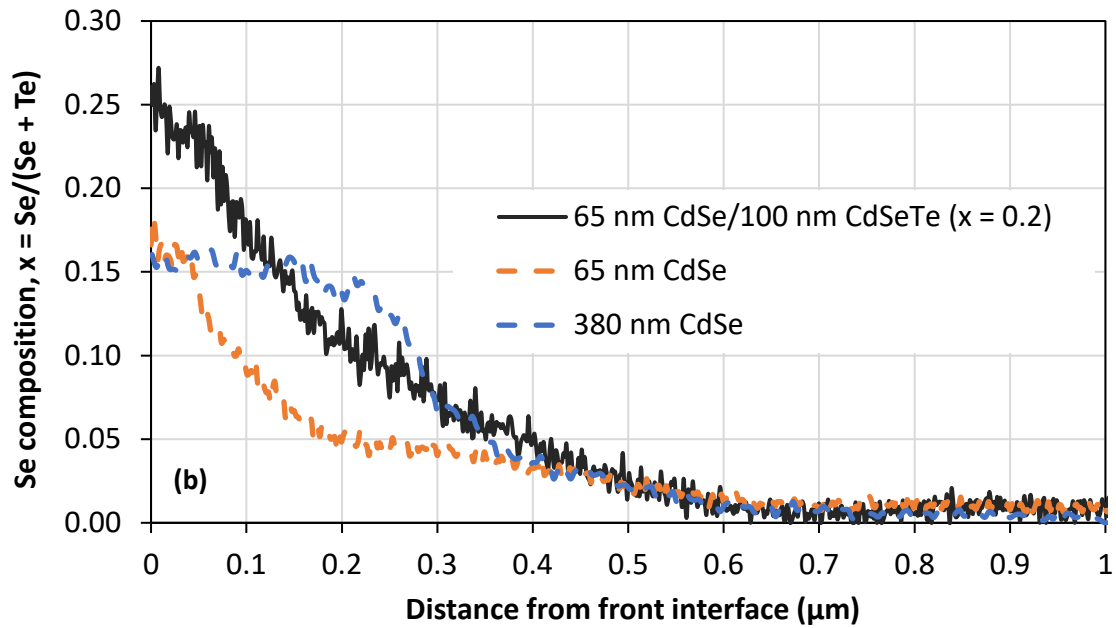 0.30
0.25
0.20
0.15
0.10
0.05
0.00
Se composition, x = Se/(Se + Te)
65 nm CdSe/100 nm CdSeTe (x = 0.2)
65 nm CdSe
380 nm CdSe
(b)
0 0.1 0.2 0.3 0.4 0.5 0.6 0.7 0.8 0.9 1
Distance from front interface (μm)